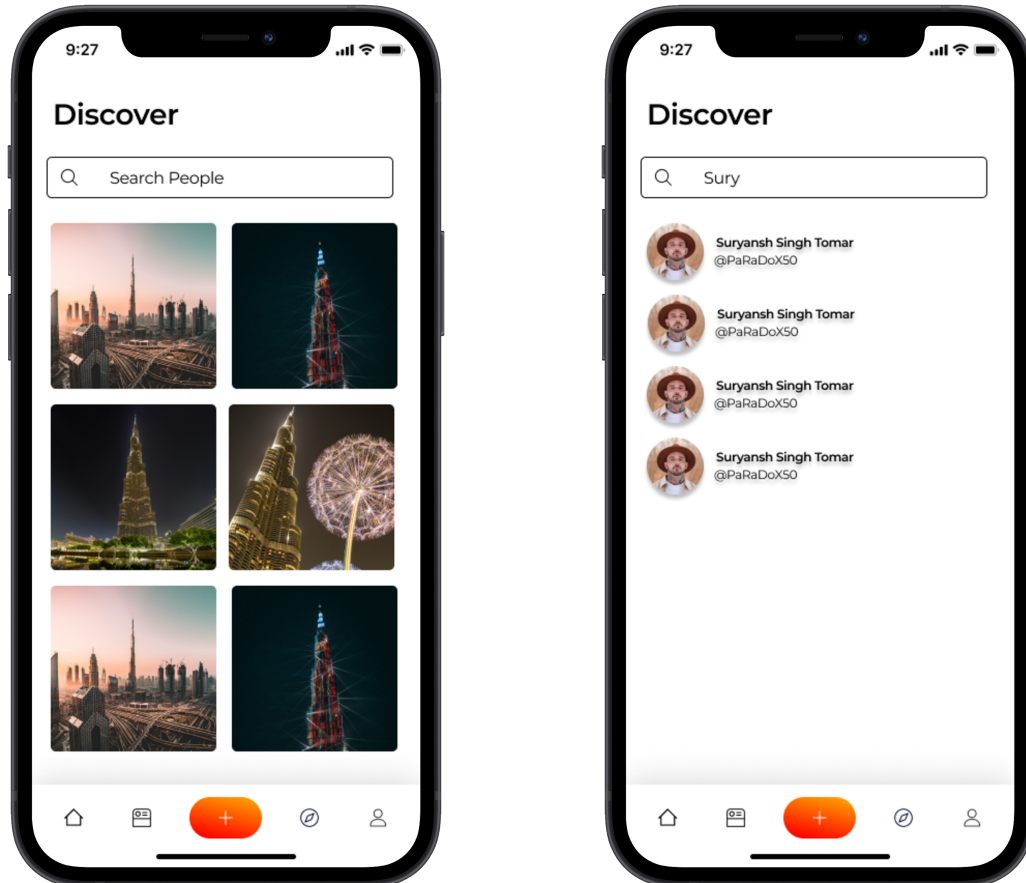 9:27
Discover
Search People
9:27
Discover
Sury
Suryansh Singh Tomar
@PaRaDoX50
Suryansh Singh Tomar
@PaRaDoX50
Suryansh Singh Tomar
@PaRaDoX50
Suryansh Singh Tomar
@PaRaDoX50